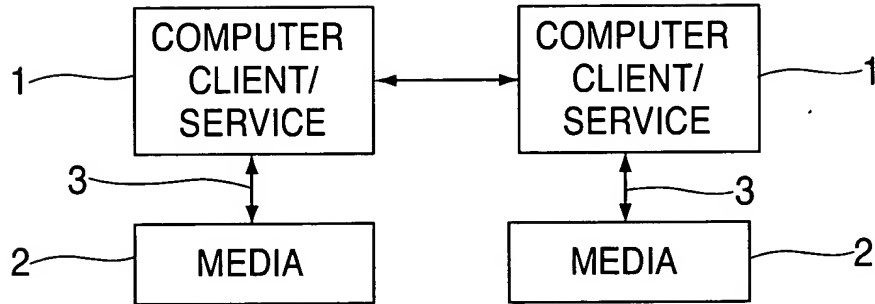 COMPUTER
CLIENT/
SERVICE
1
COMPUTER
CLIENT/
SERVICE
1
3
3
2
MEDIA
MEDIA
2